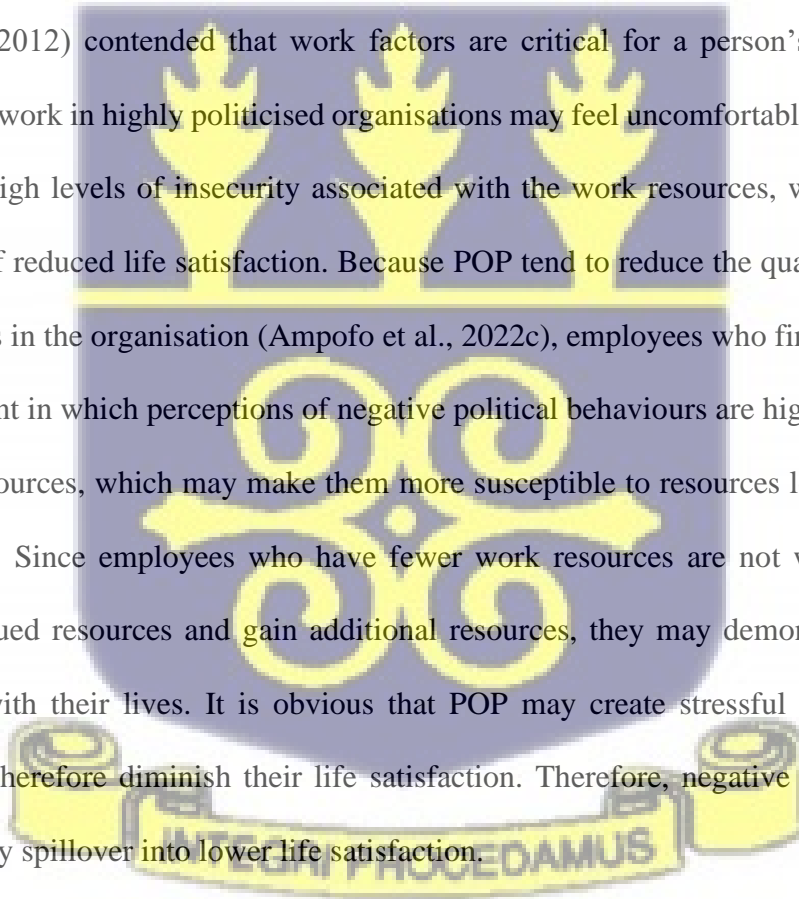 2012) contended that work factors are critical for a person’s
work in highly politicised organisations may feel uncomfortabl
igh levels of insecurity associated with the work resources, w
f reduced life satisfaction. Because POP tend to reduce the qua
s in the organisation (Ampofo et al., 2022c), employees who fin
nt in which perceptions of negative political behaviours are hig
ources, which may make them more susceptible to resources l
Since employees who have fewer work resources are not v
ued resources and gain additional resources, they may demor
vith their lives. It is obvious that POP may create stressful
herefore diminish their life satisfaction. Therefore, negative
y spillover into lower life satisfaction.
INTEGRI PROCEDAMUS